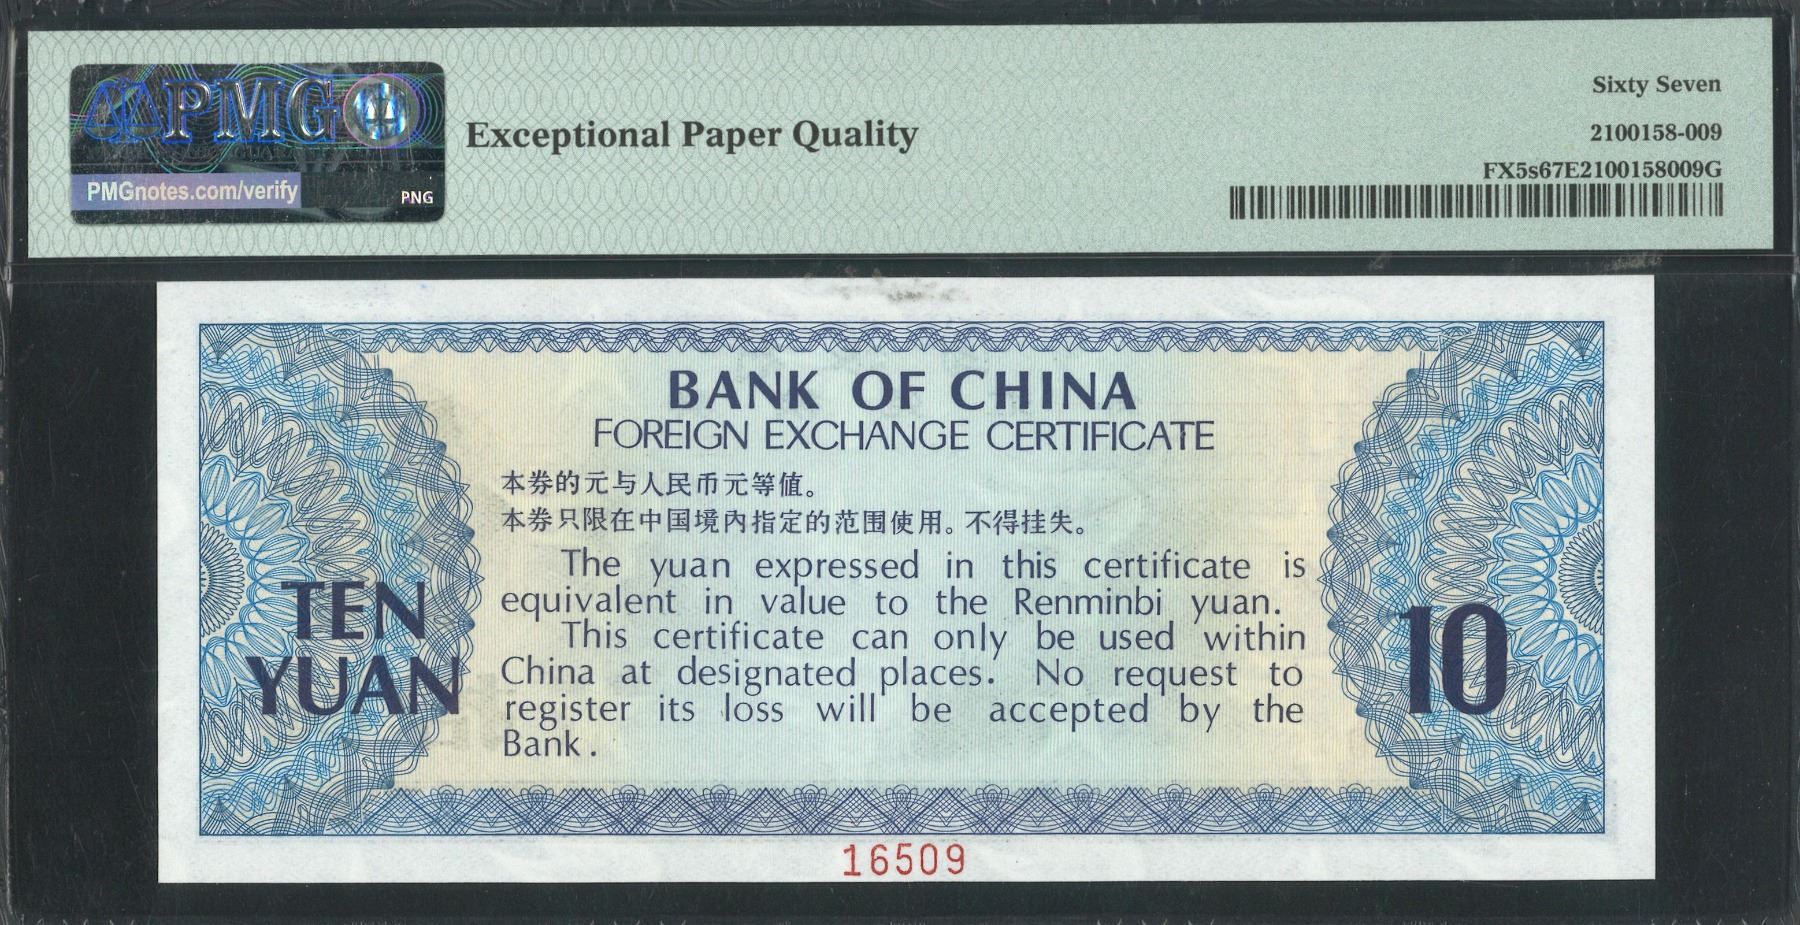 PMG
PMGnotes.com/verify
PNG
Exceptional Paper Quality
Sixty Seven
2100158-009
FX5s67E2100158009G
BANK OF CHINA
FOREIGN EXCHANGE CERTIFICATE
本券的元与人民币元等值。
本券只限在中国境内指定的范围使用。不得挂失。
The yuan expressed in this certificate is
equivalent in value to the Renminbi yuan.
This certificate can only be used within
China at designated places. No request to
register its loss will be accepted by the
Bank.
TEN
YUAN
10
16509